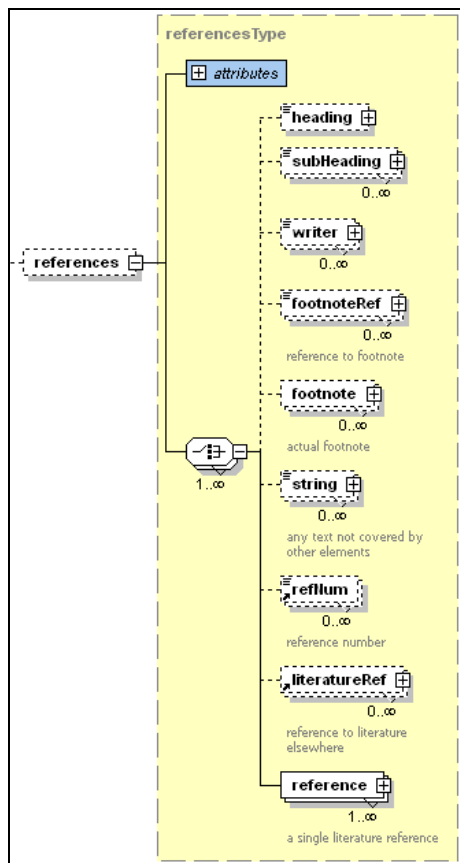 referencesType
attributes
heading
subHeading
0..∞
writer
0..∞
references
footnoteRef
0..∞
reference to footnote
footnote
0..∞
actual footnote
1..∞
string
0..∞
any text not covered by
other elements
refNum
0..∞
reference number
literatureRef
0..∞
reference to literature
elsewhere
reference
1..∞
a single literature reference